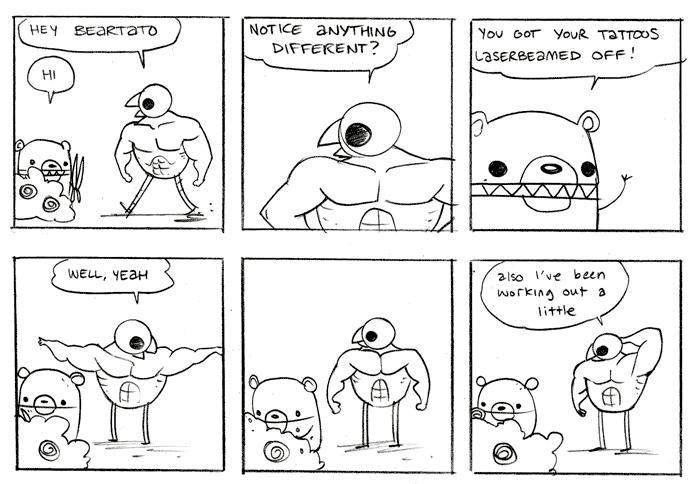 HEY BEARTATO
HI
NOTICE ANYTHING
DIFFERENT?
YOU GOT YOUR TATTOOS
LASERBEAMED OFF!
WELL, YEAH
also I've been
working out a
little